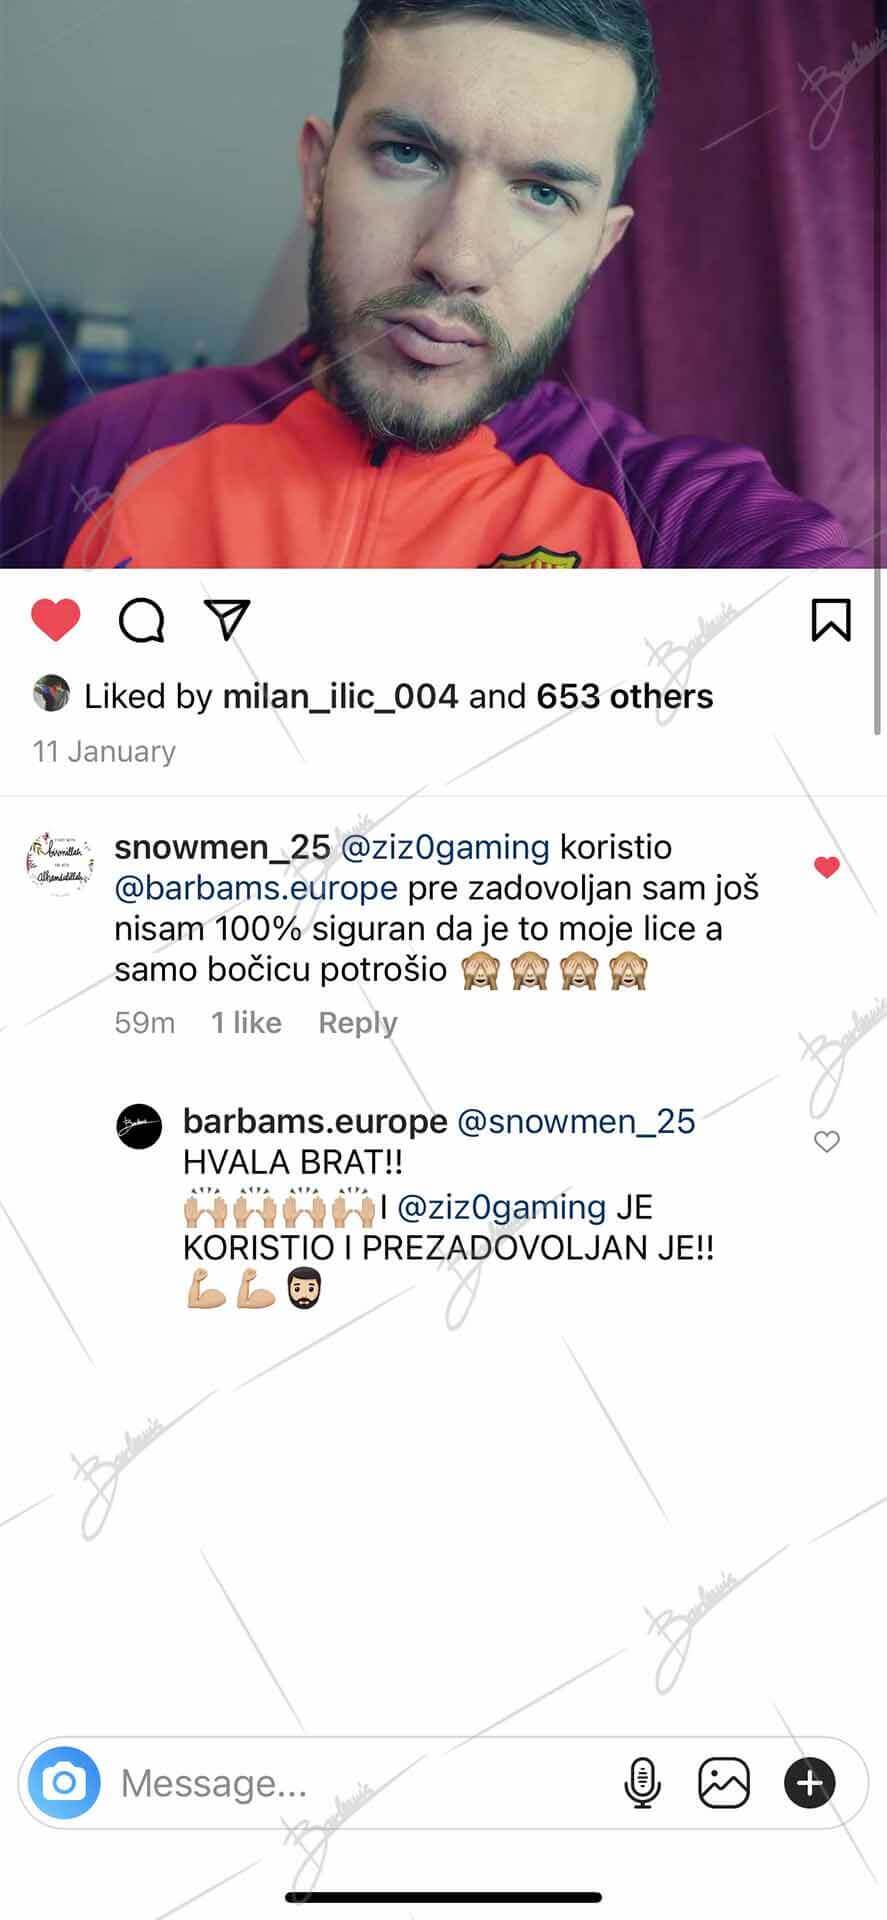 Liked by milan_ilic_004 and 653 others
11 January
snowmen_25 @ziz0gaming koristio
@barbams.europe pre zadovoljan sam još
nisam 100% siguran da je to moje lice a
samo bočicu potrošio 🙈🙈🙈🙈
59m 1 like Reply
barbams.europe @snowmen_25
HVALA BRAT!!
🙌🏼🙌🏼🙌🏼🙌🏼I @ziz0gaming JE
KORISTIO I PREZADOVOLJAN JE!!
💪🏼💪🏼🧔🏻
Message...